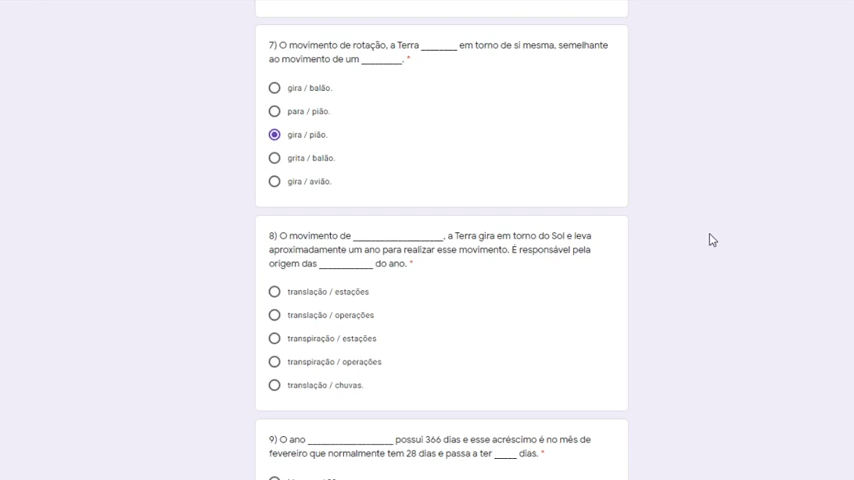 7) O movimento de rotação, a Terra ________ em torno de si mesma, semelhante
ao movimento de um _________. *
gira / balão.
para / pião.
gira / pião.
grita / balão.
gira / avião.
8) O movimento de ____________________, a Terra gira em torno do Sol e leva
aproximadamente um ano para realizar esse movimento. É responsável pela
origem das ____________ do ano. *
translação / estações
translação / operações
transpiração / estações
transpiração / operações
translação / chuvas.
9) O ano ___________________ possui 366 dias e esse acréscimo é no mês de
fevereiro que normalmente tem 28 dias e passa a ter _____ dias. *